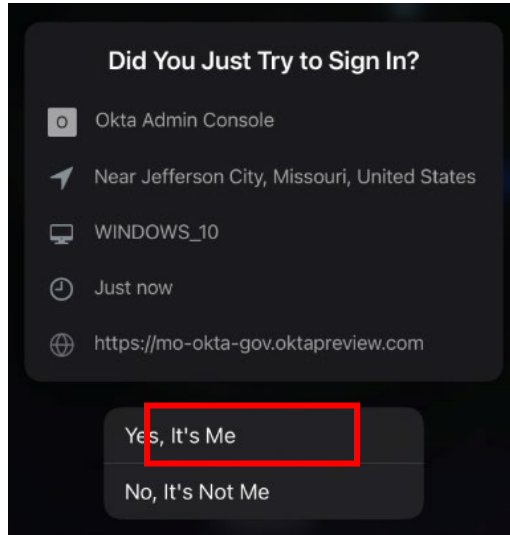 Did You Just Try to Sign In?
O Okta Admin Console
Near Jefferson City, Missouri, United States
WINDOWS_10
Just now
https://mo-okta-gov.oktapreview.com
Yes, It's Me
No, It's Not Me